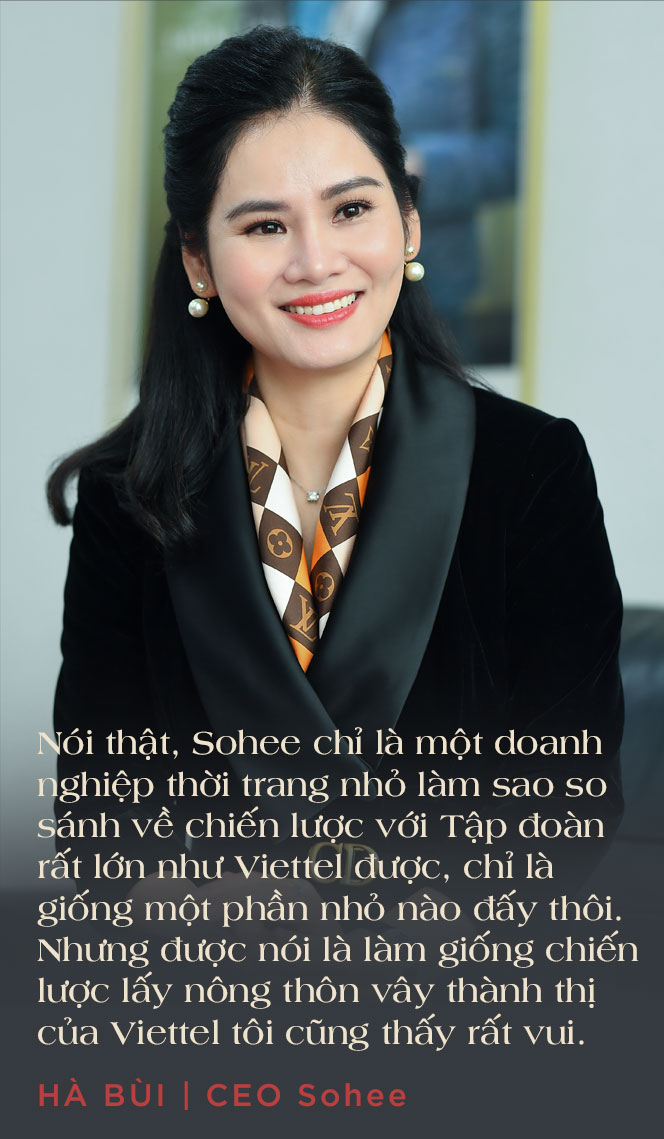 Nói thật, Sohee chỉ là một doanh
nghiệp thời trang nhỏ làm sao so
sánh về chiến lược với Tập đoàn
rất lớn như Viettel được, chỉ là
giống một phần nhỏ nào đấy thôi.
Nhưng được nói là làm giống chiến
lược lấy nông thôn vây thành thị
của Viettel tôi cũng thấy rất vui.
HÀ BÙI | CEO Sohee